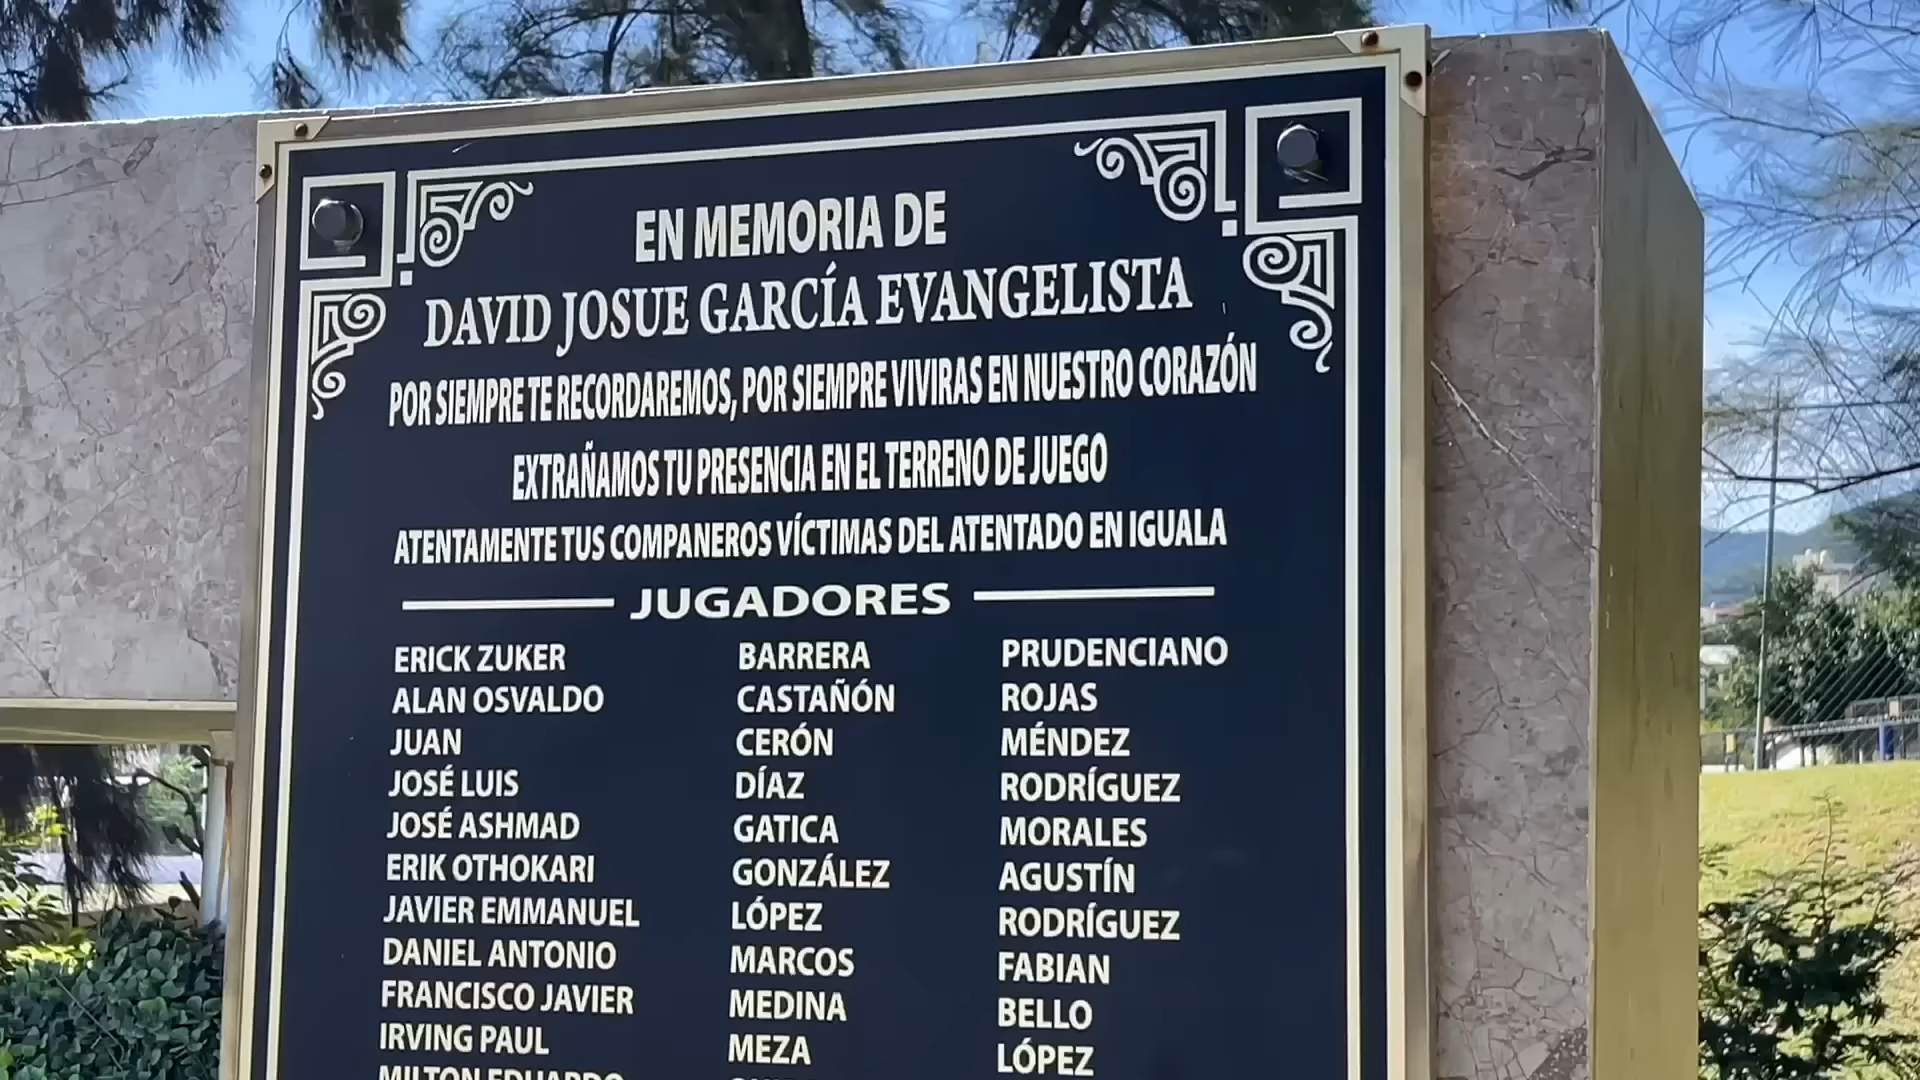 EN MEMORIA DE
DAVID JOSUE GARCÍA EVANGELISTA
POR SIEMPRE TE RECORDAREMOS, POR SIEMPRE VIVIRAS EN NUESTRO CORAZÓN
EXTRAÑAMOS TU PRESENCIA EN EL TERRENO DE JUEGO
ATENTAMENTE TUS COMPANEROS VÍCTIMAS DEL ATENTADO EN IGUALA
JUGADORES
ERICK ZUKER BARRERA PRUDENCIANO
ALAN OSVALDO CASTAÑÓN ROJAS
JUAN CERÓN MÉNDEZ
JOSÉ LUIS DÍAZ RODRÍGUEZ
JOSÉ ASHMAD GATICA MORALES
ERIK OTHOKARI GONZÁLEZ AGUSTÍN
JAVIER EMMANUEL LÓPEZ RODRÍGUEZ
DANIEL ANTONIO MARCOS FABIAN
FRANCISCO JAVIER MEDINA BELLO
IRVING PAUL MEZA LÓPEZ
MILTON EDUARDO